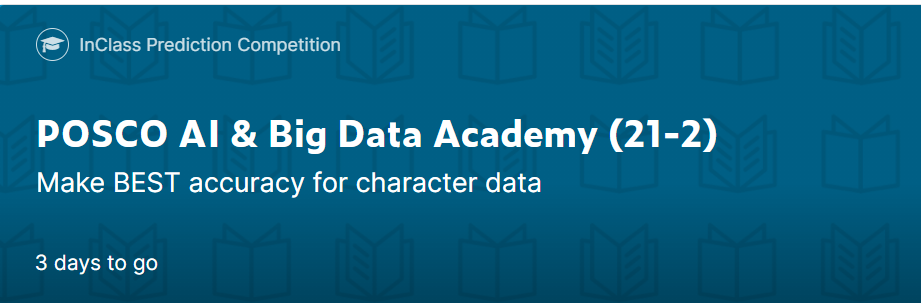 InClass Prediction Competition
POSCO AI & Big Data Academy (21-2)
Make BEST accuracy for character data
3 days to go